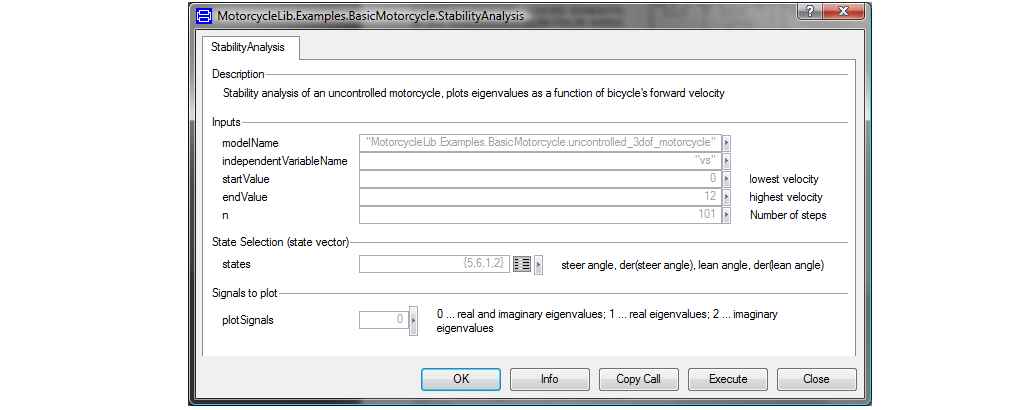 MotorcycleLib.Examples.BasicMotorcycle.StabilityAnalysis
StabilityAnalysis
Description
Stability analysis of an uncontrolled motorcycle, plots eigenvalues as a function of bicycle's forward velocity
Inputs
modelName "MotorcycleLib.Examples.BasicMotorcycle.uncontrolled_3dof_motorcycle"
independentVariableName "vs"
startValue 0 lowest velocity
endValue 12 highest velocity
n 101 Number of steps
State Selection (state vector)
states {5,6,1,2} steer angle, der(steer angle), lean angle, der(lean angle)
Signals to plot
plotSignals 0 0 ... real and imaginary eigenvalues; 1 ... real eigenvalues; 2 ... imaginary
eigenvalues
OK Info Copy Call Execute Close